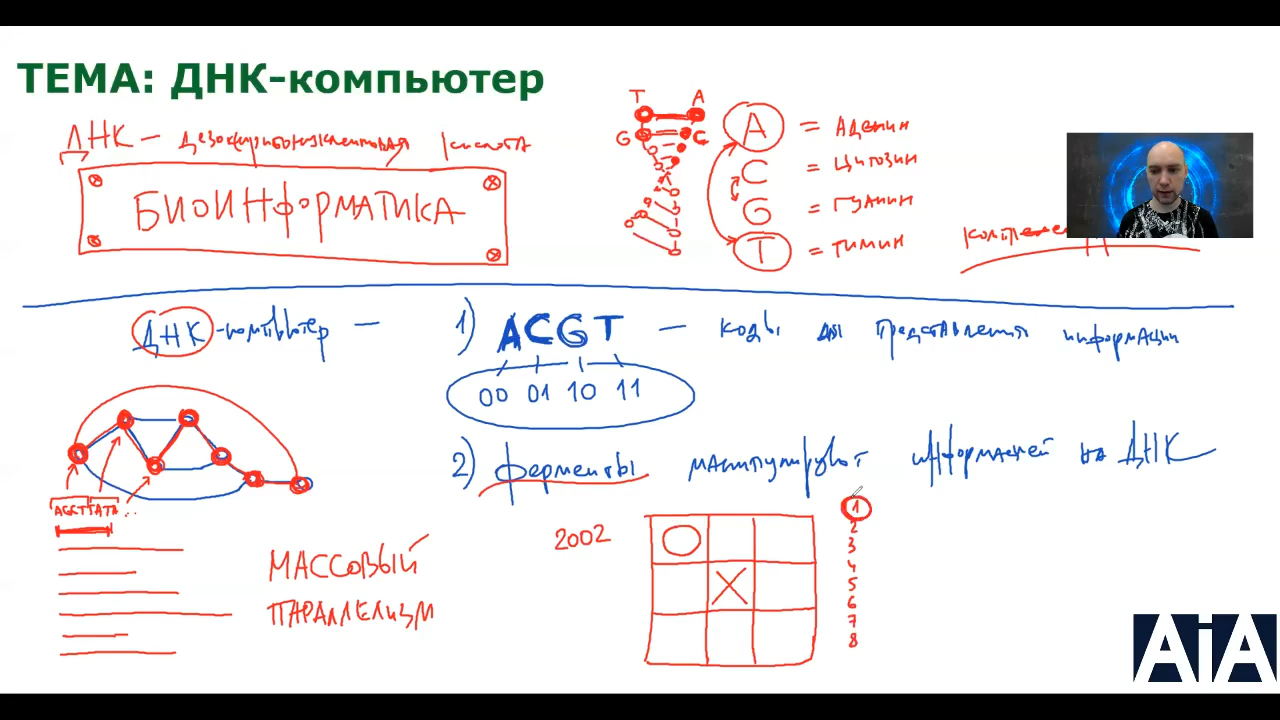 ТЕМА: ДНК-компьютер
ДНК – дезоксирибонуклеиновая кислота
БИОИНФОРМАТИКА
T A
G C
A = АДЕНИН
C = ЦИТОЗИН
G = ГУАНИН
T = ТИМИН
ДНК-компьютер — 1) ACGT — коды для представления информации
00 01 10 11
2) ферменты манипулируют информацией на ДНК
МАССОВЫЙ
ПАРАЛЛЕЛИЗМ
2002
O
X
1
2
3
4
5
6
7
8
AiA